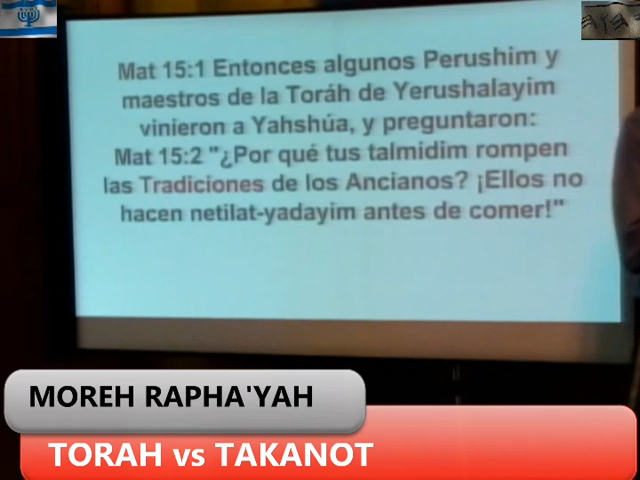 Mat 15:1 Entonces algunos Perushim y
maestros de la Toráh de Yerushalayim
vinieron a Yahshúa, y preguntaron:
Mat 15:2 "¿Por qué tus talmidim rompen
las Tradiciones de los Ancianos? ¡Ellos no
hacen netilat-yadayim antes de comer!"
MOREH RAPHA'YAH
TORAH vs TAKANOT